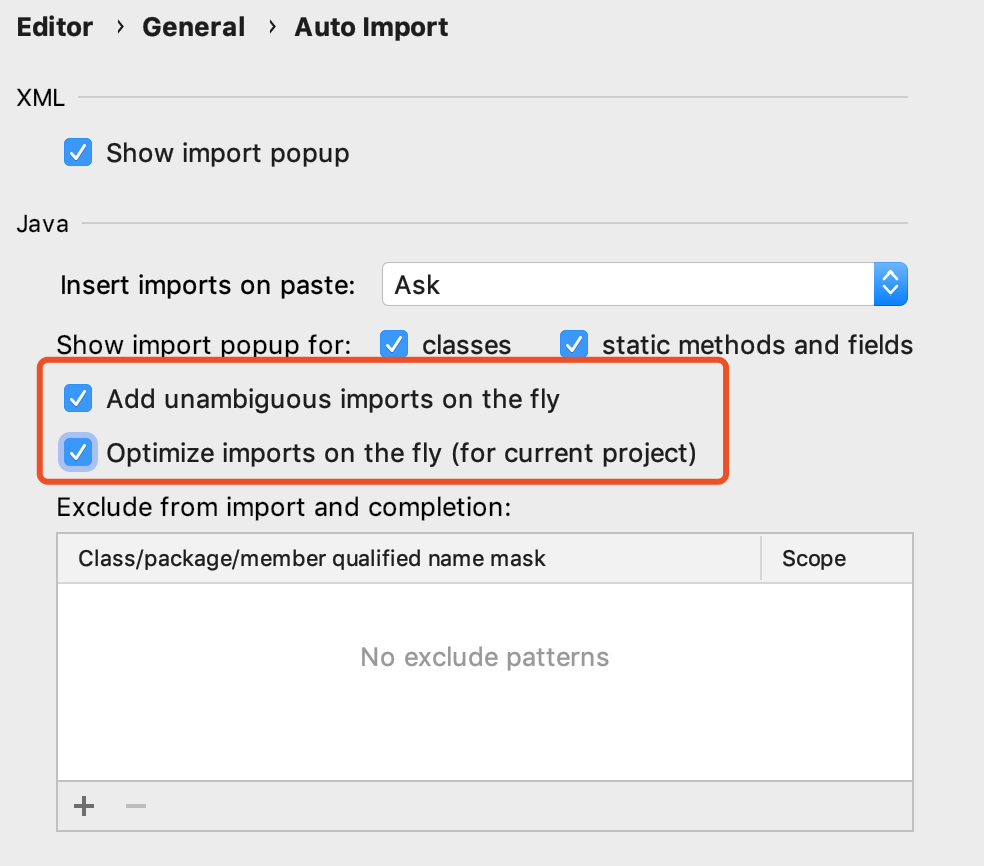 Editor › General › Auto Import
XML
Show import popup
Java
Insert imports on paste: Ask
Show import popup for: classes static methods and fields
Add unambiguous imports on the fly
Optimize imports on the fly (for current project)
Exclude from import and completion:
Class/package/member qualified name mask Scope
No exclude patterns